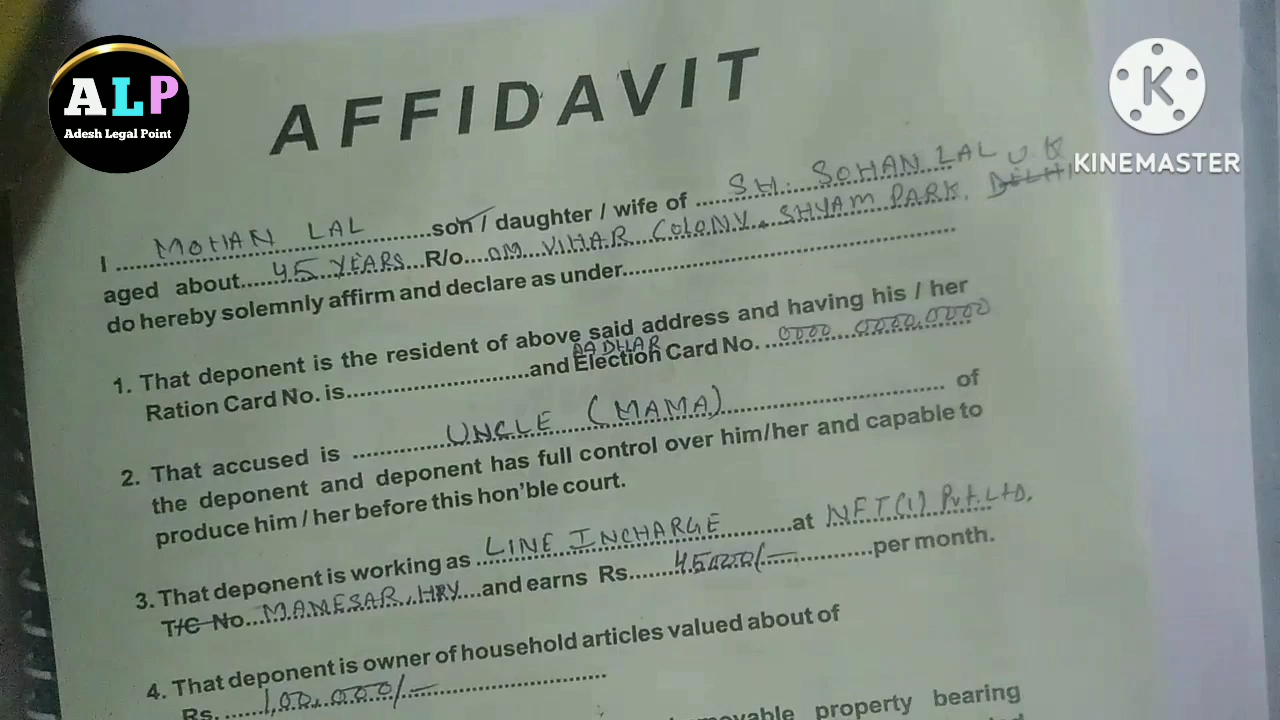 ALP
Adesh Legal Point
KINEMASTER
AFFIDAVIT
I ..... MOHAN LAL ..... son / daughter / wife of ..... SH. SOHAN LAL
aged about..... 45 YEARS R/o.... OM VIHAR COLONY, SHYAM PARK, DELHI U K
do hereby solemnly affirm and declare as under.....
1. That deponent is the resident of above said address and having his / her
AADHAR
Ration Card No. is..... and Election Card No. ... 0000 0000 0000
2. That accused is ..... UNCLE (MAMA) ..... of
the deponent and deponent has full control over him/her and capable to
produce him / her before this hon'ble court.
3. That deponent is working as LINE INCHARGE ..... at NFT (I) Pvt. Ltd.
T/C No... MANESAR, HRY ... and earns Rs..... 45000/- ..... per month.
4. That deponent is owner of household articles valued about of
Rs. ..... 1,00,000/- .....
property bearing